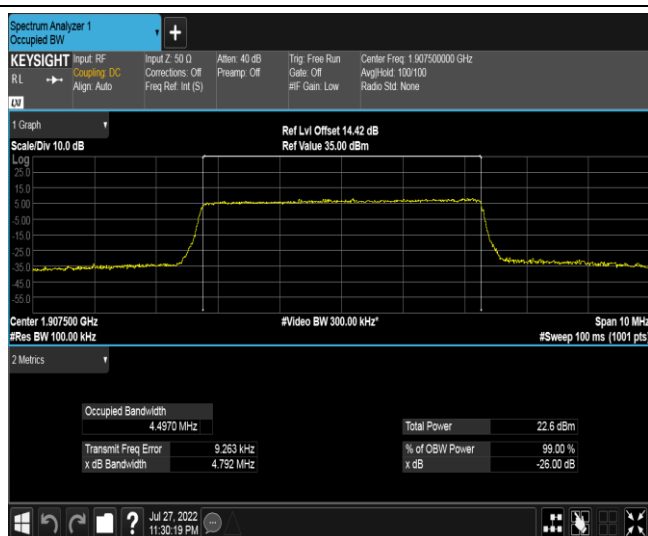 Spectrum Analyzer 1
Occupied BW
KEYSIGHT
RL
Input: RF
Coupling: DC
Align: Auto
Input Z: 50 Ω
Corrections: Off
Freq Ref: Int (S)
Atten: 40 dB
Preamp: Off
Trig: Free Run
Gate: Off
#IF Gain: Low
Center Freq: 1.907500000 GHz
Avg|Hold: 100/100
Radio Std: None
LXI
1 Graph
Scale/Div 10.0 dB
Ref Lvl Offset 14.42 dB
Ref Value 35.00 dBm
Log
25.0
15.0
5.00
-5.00
-15.0
-25.0
-35.0
-45.0
-55.0
Center 1.907500 GHz
#Res BW 100.00 kHz
#Video BW 300.00 kHz*
Span 10 MHz
#Sweep 100 ms (1001 pts)
2 Metrics
Occupied Bandwidth
4.4970 MHz
Transmit Freq Error 9.263 kHz
x dB Bandwidth 4.792 MHz
Total Power 22.6 dBm
% of OBW Power 99.00 %
x dB -26.00 dB
?
Jul 27, 2022
11:30:19 PM